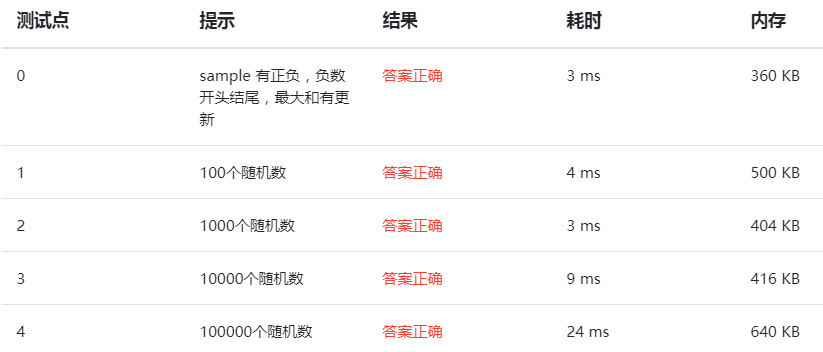 测试点 提示 结果 耗时 内存
0 sample 有正负，负数 答案正确 3 ms 360 KB
开头结尾，最大和有更
新
1 100个随机数 答案正确 4 ms 500 KB
2 1000个随机数 答案正确 3 ms 404 KB
3 10000个随机数 答案正确 9 ms 416 KB
4 100000个随机数 答案正确 24 ms 640 KB